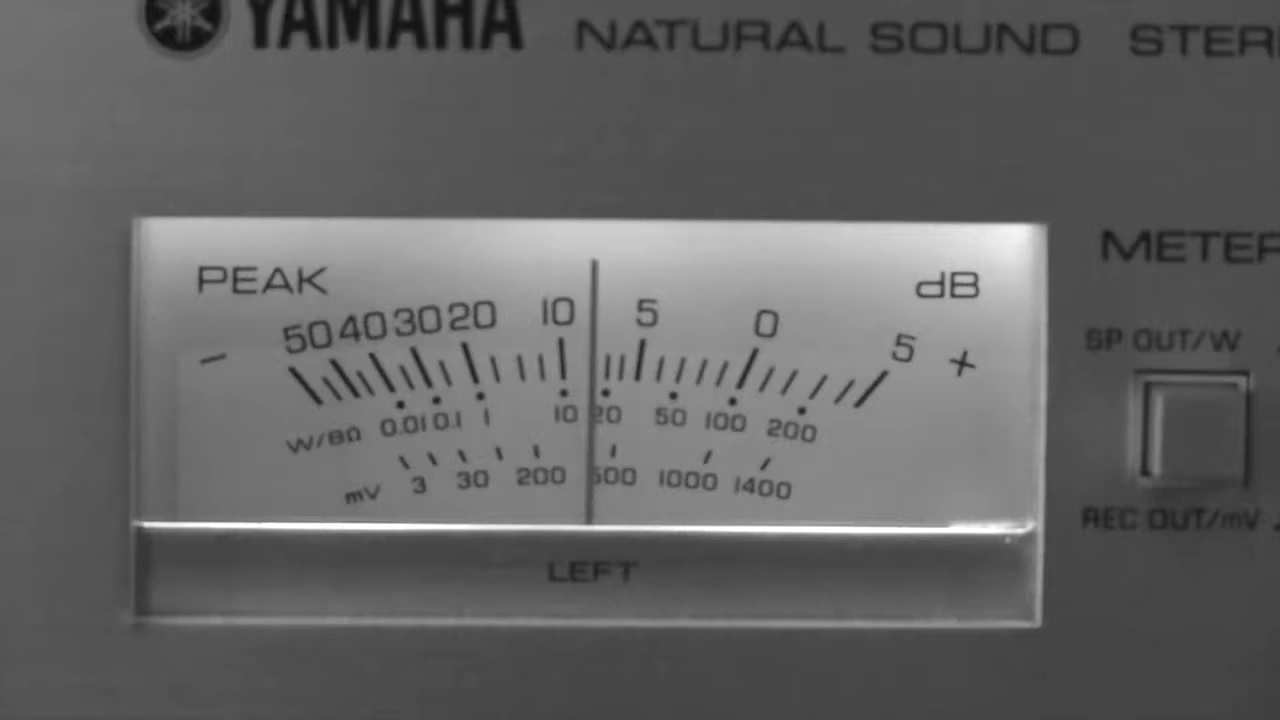 YAMAHA NATURAL SOUND STER
PEAK dB
METER
− 50 40 30 20 10 5 0 5 +
SP OUT/W
W/8Ω 0.01 0.1 1 10 20 50 100 200
mV 3 30 200 500 1000 1400
REC OUT/mV
LEFT